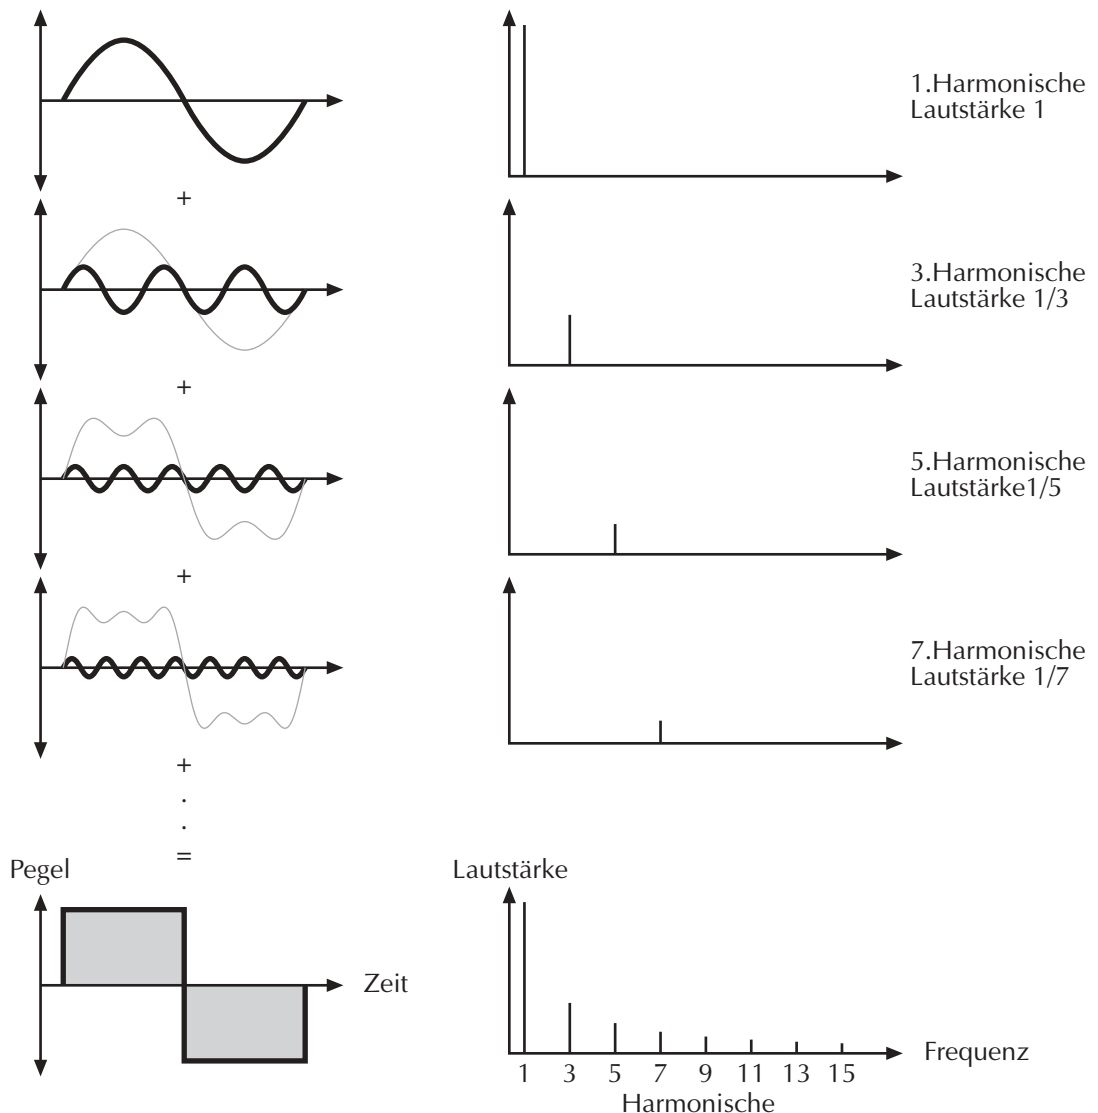 1.Harmonische
Lautstärke 1
+
3.Harmonische
Lautstärke 1/3
+
5.Harmonische
Lautstärke1/5
+
7.Harmonische
Lautstärke 1/7
+
.
.
=
Pegel
Zeit
Lautstärke
Frequenz
1 3 5 7 9 11 13 15
Harmonische